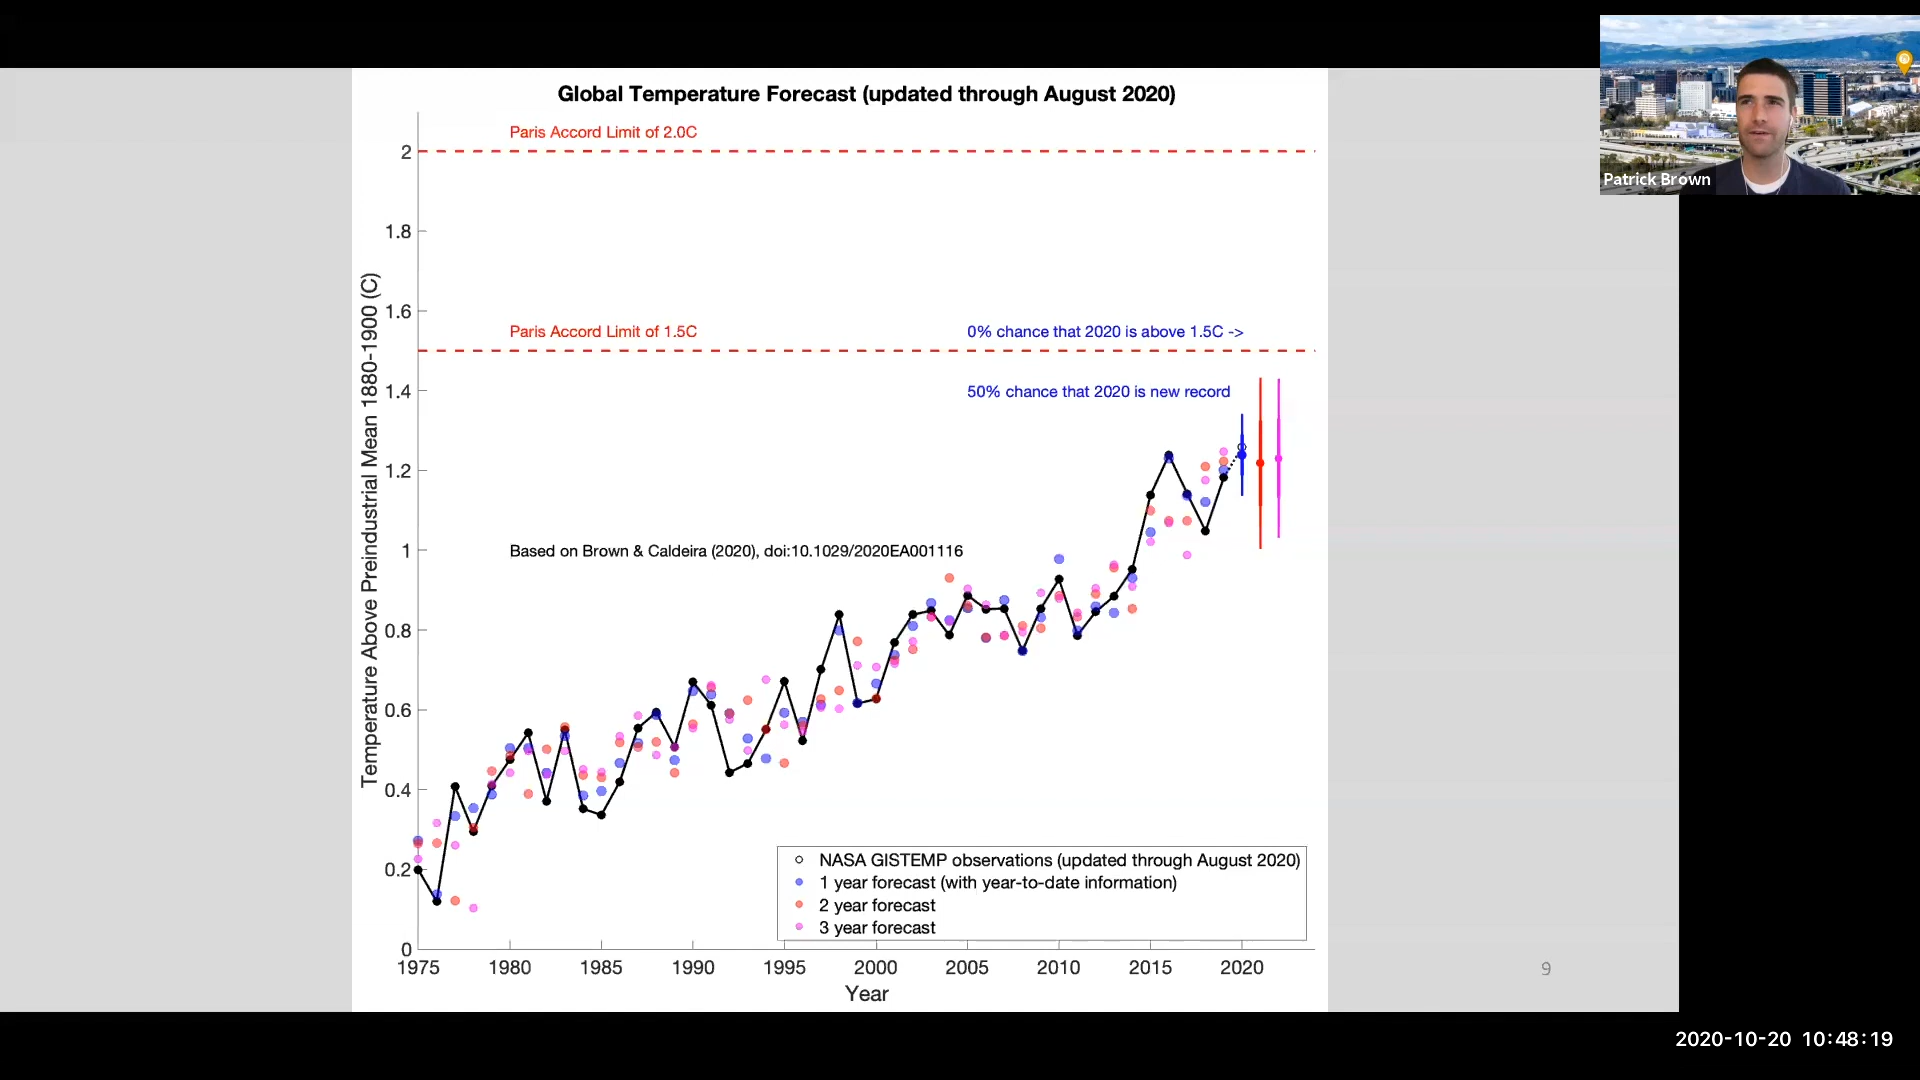 Global Temperature Forecast (updated through August 2020)
Paris Accord Limit of 2.0C
2
1.8
1.6
Paris Accord Limit of 1.5C
0% chance that 2020 is above 1.5C ->
1.4
50% chance that 2020 is new record
1.2
1
Based on Brown & Caldeira (2020), doi:10.1029/2020EA001116
0.8
0.6
0.4
0.2
0
Temperature Above Preindustrial Mean 1880-1900 (C)
NASA GISTEMP observations (updated through August 2020)
1 year forecast (with year-to-date information)
2 year forecast
3 year forecast
1975 1980 1985 1990 1995 2000 2005 2010 2015 2020
Year
9
Patrick Brown
2020-10-20 10:48:19